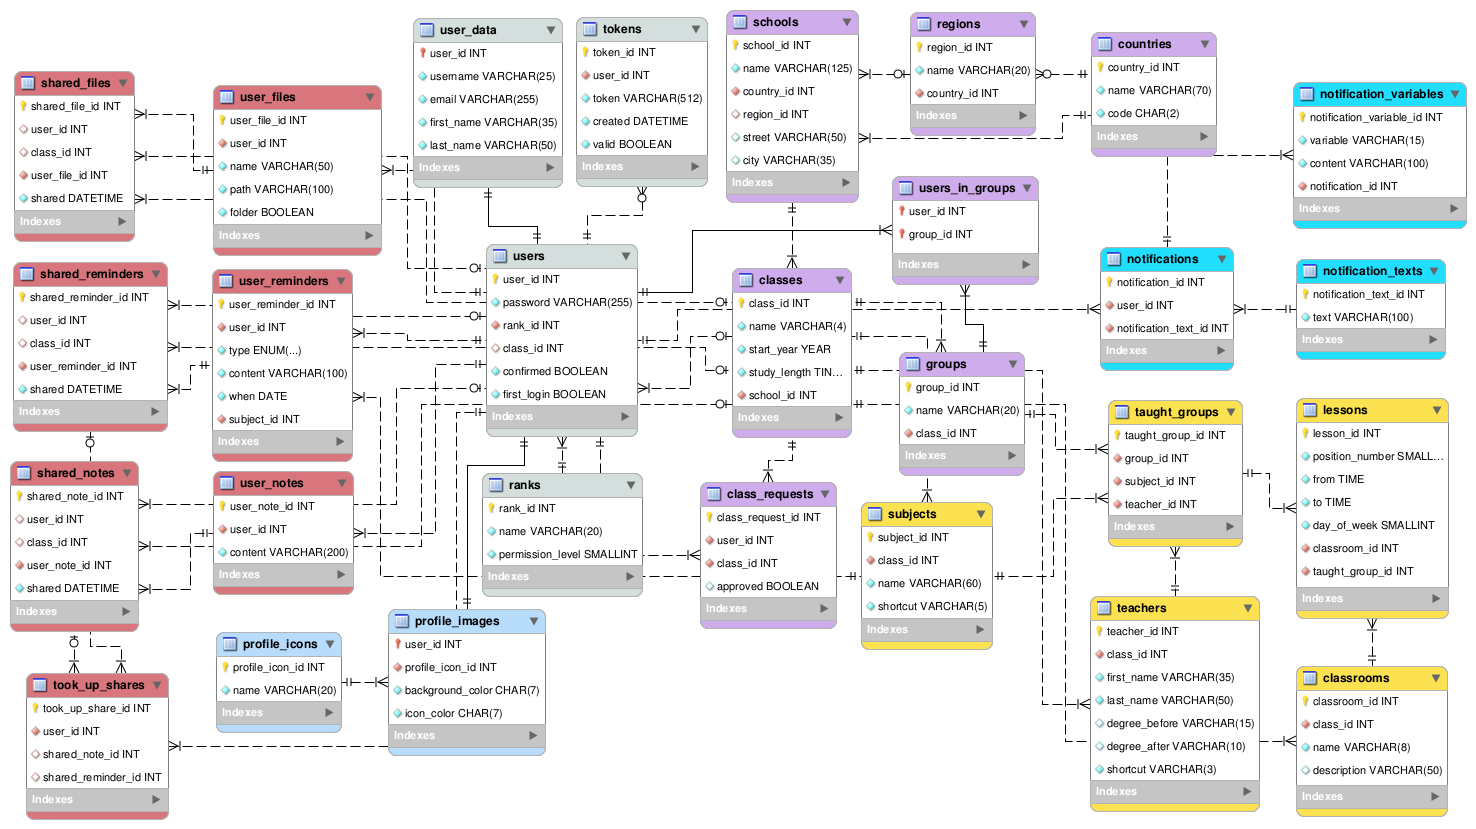 user_data
user_id INT
username VARCHAR(25)
email VARCHAR(255)
first_name VARCHAR(35)
last_name VARCHAR(50)
Indexes
tokens
token_id INT
user_id INT
token VARCHAR(512)
created DATETIME
valid BOOLEAN
Indexes
schools
school_id INT
name VARCHAR(125)
country_id INT
region_id INT
street VARCHAR(50)
city VARCHAR(35)
Indexes
regions
region_id INT
name VARCHAR(20)
country_id INT
Indexes
countries
country_id INT
name VARCHAR(70)
code CHAR(2)
Indexes
notification_variables
notification_variable_id INT
variable VARCHAR(15)
content VARCHAR(100)
notification_id INT
Indexes
shared_files
shared_file_id INT
user_id INT
class_id INT
user_file_id INT
shared DATETIME
Indexes
user_files
user_file_id INT
user_id INT
name VARCHAR(50)
path VARCHAR(100)
folder BOOLEAN
Indexes
users_in_groups
user_id INT
group_id INT
Indexes
shared_reminders
shared_reminder_id INT
user_id INT
class_id INT
user_reminder_id INT
shared DATETIME
Indexes
user_reminders
user_reminder_id INT
user_id INT
type ENUM(...)
content VARCHAR(100)
when DATE
subject_id INT
Indexes
users
user_id INT
password VARCHAR(255)
rank_id INT
class_id INT
confirmed BOOLEAN
first_login BOOLEAN
Indexes
classes
class_id INT
name VARCHAR(4)
start_year YEAR
study_length TIN...
school_id INT
Indexes
notifications
notification_id INT
user_id INT
notification_text_id INT
Indexes
notification_texts
notification_text_id INT
text VARCHAR(100)
Indexes
groups
group_id INT
name VARCHAR(20)
class_id INT
Indexes
taught_groups
taught_group_id INT
group_id INT
subject_id INT
teacher_id INT
Indexes
lessons
lesson_id INT
position_number SMALL...
from TIME
to TIME
day_of_week SMALLINT
classroom_id INT
taught_group_id INT
Indexes
shared_notes
shared_note_id INT
user_id INT
class_id INT
user_note_id INT
shared DATETIME
Indexes
user_notes
user_note_id INT
user_id INT
content VARCHAR(200)
Indexes
ranks
rank_id INT
name VARCHAR(20)
permission_level SMALLINT
Indexes
class_requests
class_request_id INT
user_id INT
class_id INT
approved BOOLEAN
Indexes
subjects
subject_id INT
class_id INT
name VARCHAR(60)
shortcut VARCHAR(5)
Indexes
teachers
teacher_id INT
class_id INT
first_name VARCHAR(35)
last_name VARCHAR(50)
degree_before VARCHAR(15)
degree_after VARCHAR(10)
shortcut VARCHAR(3)
Indexes
classrooms
classroom_id INT
class_id INT
name VARCHAR(8)
description VARCHAR(50)
Indexes
profile_icons
profile_icon_id INT
name VARCHAR(20)
Indexes
profile_images
user_id INT
profile_icon_id INT
background_color CHAR(7)
icon_color CHAR(7)
Indexes
took_up_shares
took_up_share_id INT
user_id INT
shared_note_id INT
shared_reminder_id INT
Indexes